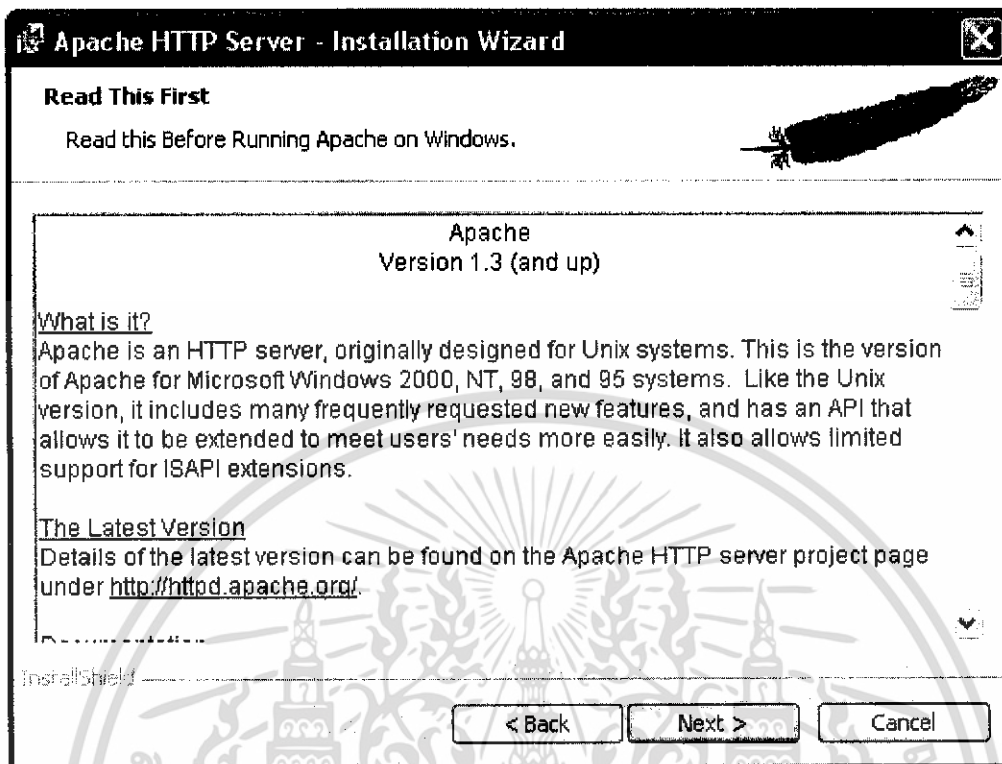 Apache HTTP Server - Installation Wizard
Read This First
Read this Before Running Apache on Windows.
Apache
Version 1.3 (and up)
What is it?
Apache is an HTTP server, originally designed for Unix systems. This is the version
of Apache for Microsoft Windows 2000, NT, 98, and 95 systems. Like the Unix
version, it includes many frequently requested new features, and has an API that
allows it to be extended to meet users' needs more easily. It also allows limited
support for ISAPI extensions.
The Latest Version
Details of the latest version can be found on the Apache HTTP server project page
under http://httpd.apache.org/.
InstallShield
< Back
Next >
Cancel